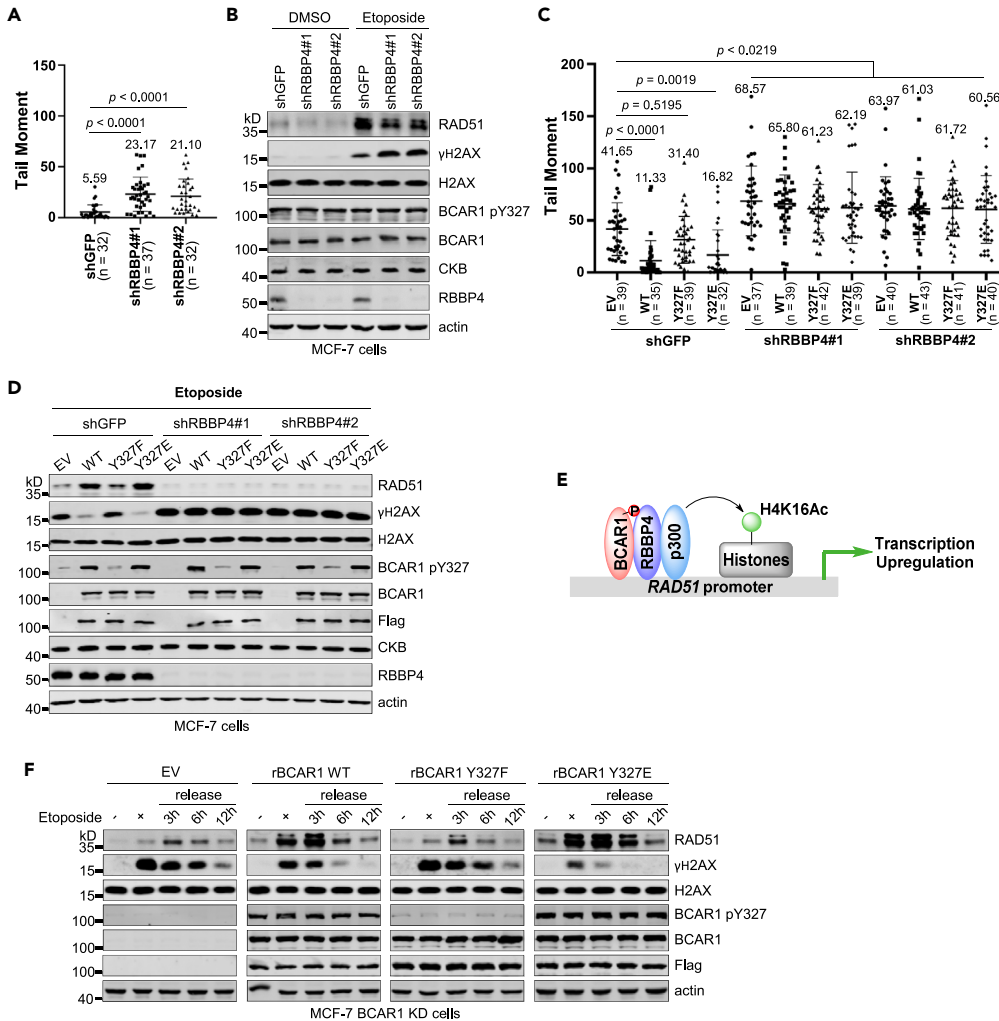 A
Tail Moment
150
100
50
0
p < 0.0001
p < 0.0001
5.59
23.17
21.10
shGFP
(n = 32)
shRBBP4#1
(n = 37)
shRBBP4#2
(n = 32)
B
DMSO Etoposide
shGFP shRBBP4#1 shRBBP4#2 shGFP shRBBP4#1 shRBBP4#2
kD
35 RAD51
15 γH2AX
15 H2AX
100 BCAR1 pY327
100 BCAR1
40 CKB
50 RBBP4
40 actin
MCF-7 cells
C
Tail Moment
200
150
100
50
0
p < 0.0219
p = 0.0019
p = 0.5195
p < 0.0001
41.65 11.33 31.40 16.82 68.57 65.80 61.23 62.19 63.97 61.03 61.72 60.56
EV (n = 39)
WT (n = 35)
Y327F (n = 39)
Y327E (n = 32)
EV (n = 37)
WT (n = 39)
Y327F (n = 42)
Y327E (n = 39)
EV (n = 40)
WT (n = 43)
Y327F (n = 41)
Y327E (n = 40)
shGFP shRBBP4#1 shRBBP4#2
D
Etoposide
shGFP shRBBP4#1 shRBBP4#2
EV WT Y327F Y327E EV WT Y327F Y327E EV WT Y327F Y327E
kD
35 RAD51
15 γH2AX
15 H2AX
100 BCAR1 pY327
100 BCAR1
100 Flag
40 CKB
50 RBBP4
40 actin
MCF-7 cells
E
BCAR1 P RBBP4 p300
H4K16Ac
Histones
RAD51 promoter
Transcription
Upregulation
F
EV rBCAR1 WT rBCAR1 Y327F rBCAR1 Y327E
release release release release
Etoposide - + 3h 6h 12h - + 3h 6h 12h - + 3h 6h 12h - + 3h 6h 12h
kD
35 RAD51
15 γH2AX
15 H2AX
100 BCAR1 pY327
100 BCAR1
100 Flag
40 actin
MCF-7 BCAR1 KD cells